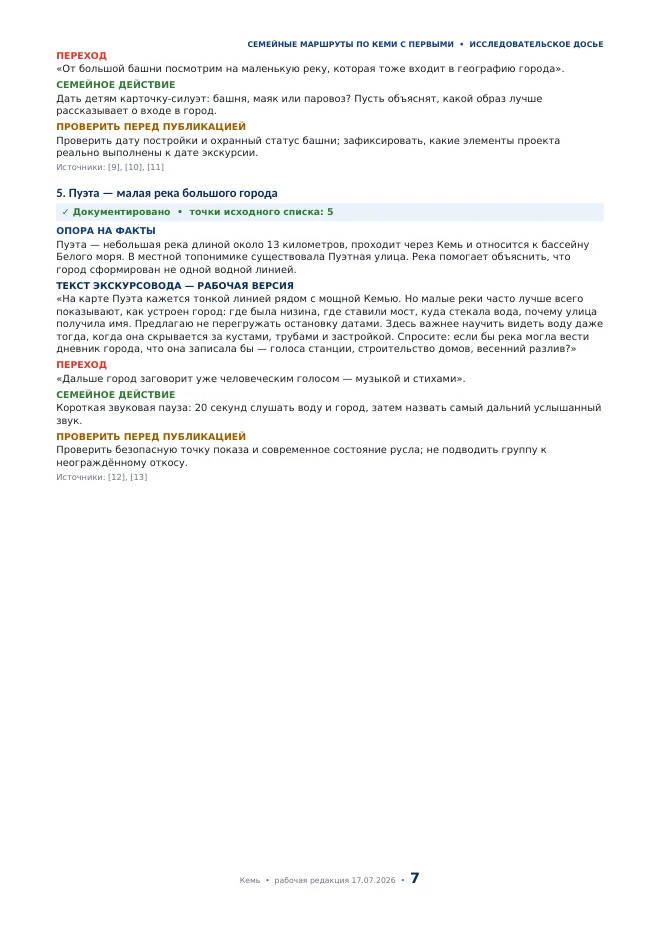 СЕМЕЙНЫЕ МАРШРУТЫ ПО КЕМИ С ПЕРВЫМИ • ИССЛЕДОВАТЕЛЬСКОЕ ДОСЬЕ
ПЕРЕХОД
«От большой башни посмотрим на маленькую реку, которая тоже входит в географию города».
СЕМЕЙНОЕ ДЕЙСТВИЕ
Дать детям карточку-силуэт: башня, маяк или паровоз? Пусть объяснят, какой образ лучше
рассказывает о входе в город.
ПРОВЕРИТЬ ПЕРЕД ПУБЛИКАЦИЕЙ
Проверить дату постройки и охранный статус башни; зафиксировать, какие элементы проекта
реально выполнены к дате экскурсии.
Источники: [9], [10], [11]
5. Пуэта — малая река большого города
✓ Документировано • точки исходного списка: 5
ОПОРА НА ФАКТЫ
Пуэта — небольшая река длиной около 13 километров, проходит через Кемь и относится к бассейну
Белого моря. В местной топонимике существовала Пуэтная улица. Река помогает объяснить, что
город сформирован не одной водной линией.
ТЕКСТ ЭКСКУРСОВОДА — РАБОЧАЯ ВЕРСИЯ
«На карте Пуэта кажется тонкой линией рядом с мощной Кемью. Но малые реки часто лучше всего
показывают, как устроен город: где была низина, где ставили мост, куда стекала вода, почему улица
получила имя. Предлагаю не перегружать остановку датами. Здесь важнее научить видеть воду даже
тогда, когда она скрывается за кустами, трубами и застройкой. Спросите: если бы река могла вести
дневник города, что она записала бы — голоса станции, строительство домов, весенний разлив?»
ПЕРЕХОД
«Дальше город заговорит уже человеческим голосом — музыкой и стихами».
СЕМЕЙНОЕ ДЕЙСТВИЕ
Короткая звуковая пауза: 20 секунд слушать воду и город, затем назвать самый дальний услышанный
звук.
ПРОВЕРИТЬ ПЕРЕД ПУБЛИКАЦИЕЙ
Проверить безопасную точку показа и современное состояние русла; не подводить группу к
неограждённому откосу.
Источники: [12], [13]
Кемь • рабочая редакция 17.07.2026 • 7